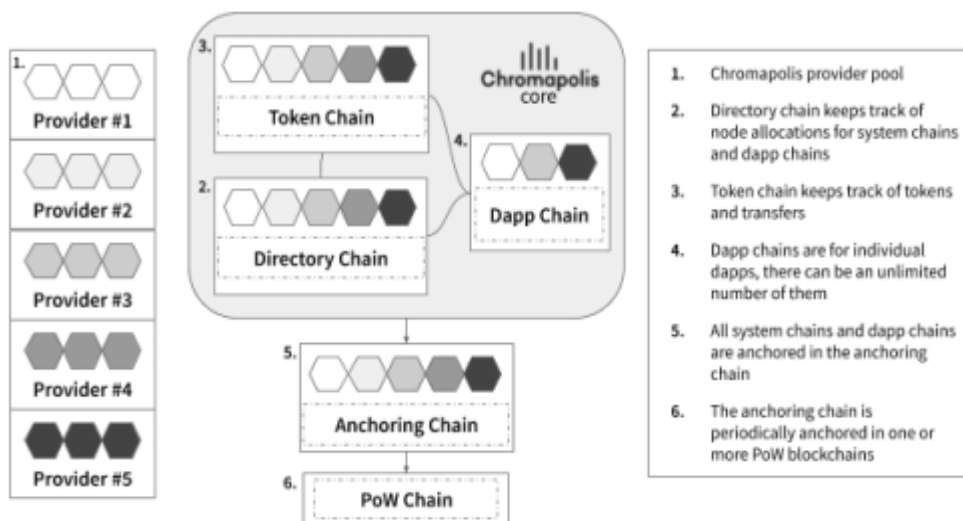 1.
Provider #1
Provider #2
Provider #3
Provider #4
Provider #5
3.
Token Chain
Chromapolis
core
2.
Directory Chain
4.
Dapp Chain
5.
Anchoring Chain
6.
PoW Chain
1. Chromapolis provider pool
2. Directory chain keeps track of
node allocations for system chains
and dapp chains
3. Token chain keeps track of tokens
and transfers
4. Dapp chains are for individual
dapps, there can be an unlimited
number of them
5. All system chains and dapp chains
are anchored in the anchoring
chain
6. The anchoring chain is
periodically anchored in one or
more PoW blockchains